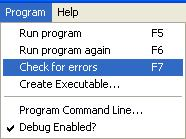 Program Help
Run program F5
Run program again F6
Check for errors F7
Create Executable...
Program Command Line...
Debug Enabled?